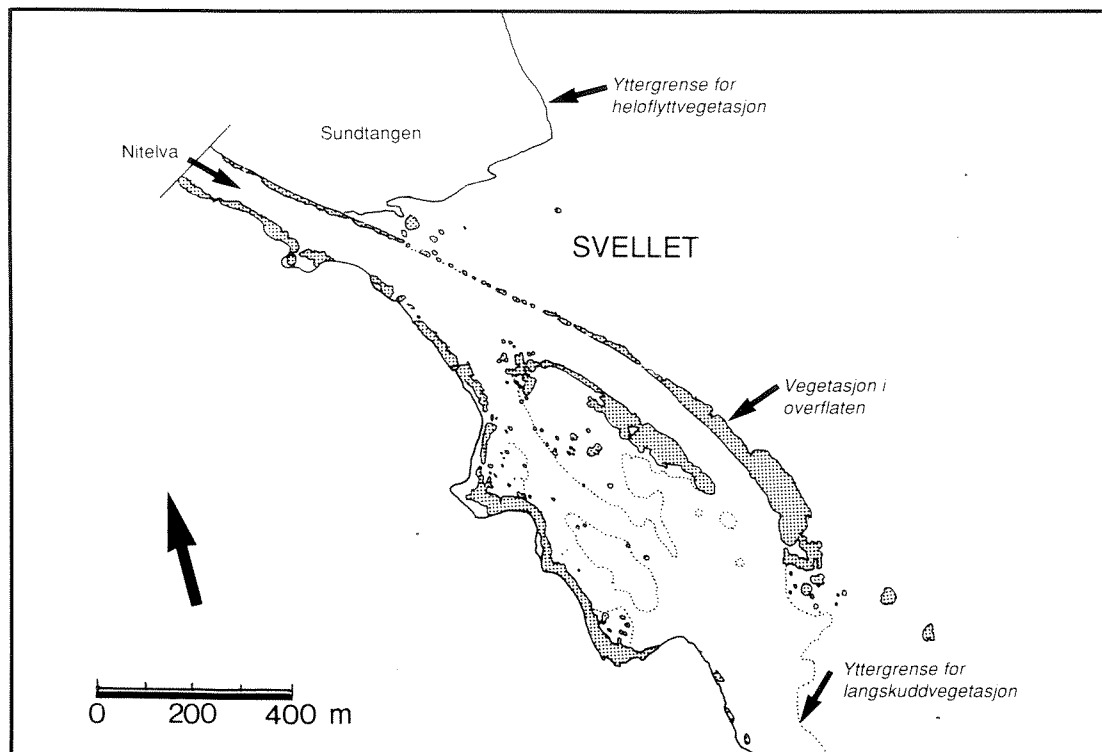 Yttergrense for
heloflyttvegetasjon
Sundtangen
Nitelva
SVELLET
Vegetasjon i
overflaten
Yttergrense for
langskuddvegetasjon
0 200 400 m